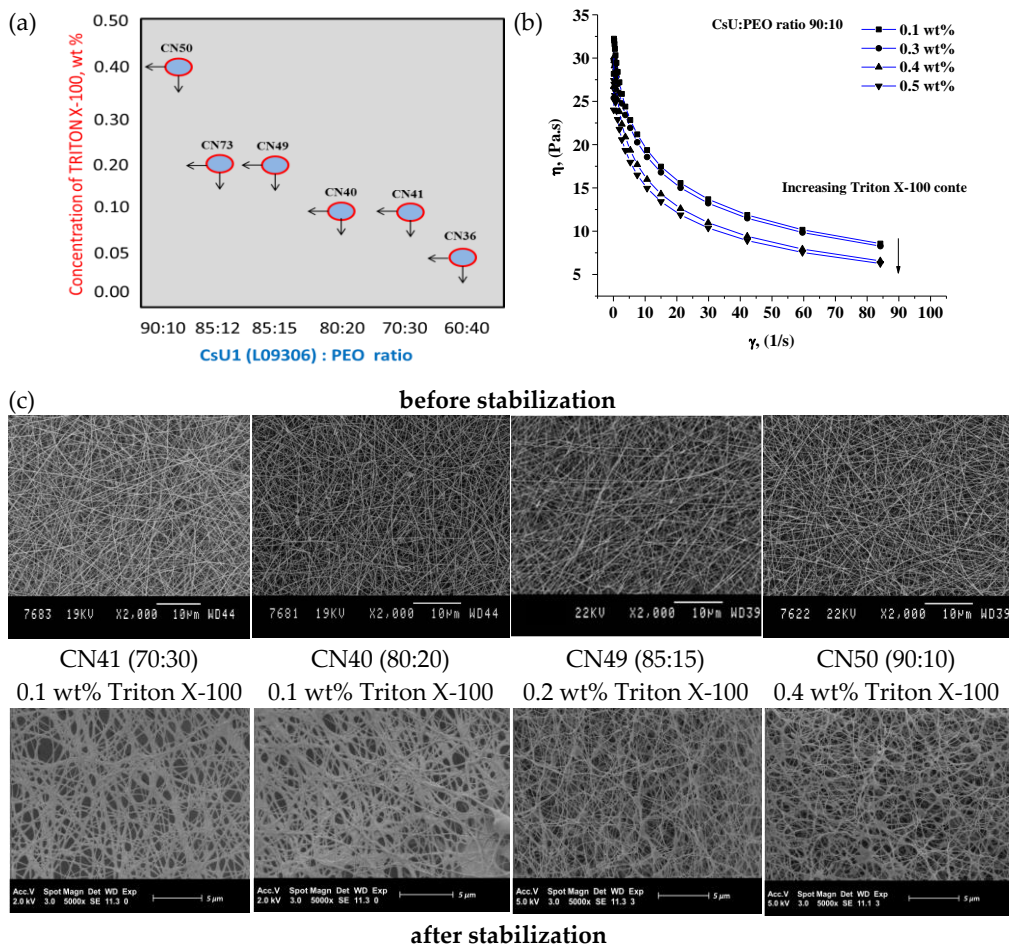 (a)
Concentration of TRITON X-100, wt %
0.50
0.40
0.30
0.20
0.10
0.05
0.00
CN50
CN73
CN49
CN40
CN41
CN36
90:10 85:12 85:15 80:20 70:30 60:40
CsU1 (L09306) : PEO ratio
(b)
CsU:PEO ratio 90:10
0.1 wt%
0.3 wt%
0.4 wt%
0.5 wt%
Increasing Triton X-100 conte
η, (Pa.s)
35
30
25
20
15
10
5
0 10 20 30 40 50 60 70 80 90 100
γ, (1/s)
(c)
before stabilization
7683 19KV X2,000 10μm WD44
7681 19KV X2,000 10μm WD44
22KV X2,000 10μm WD39
7622 22KV X2,000 10μm WD39
CN41 (70:30) CN40 (80:20) CN49 (85:15) CN50 (90:10)
0.1 wt% Triton X-100 0.1 wt% Triton X-100 0.2 wt% Triton X-100 0.4 wt% Triton X-100
Acc.V Spot Magn Det WD Exp
2.0 kV 3.0 5000x SE 11.3 0 5 μm
Acc.V Spot Magn Det WD Exp
2.0 kV 3.0 5000x SE 11.3 0 5 μm
Acc.V Spot Magn Det WD Exp
5.0 kV 3.0 5000x SE 11.3 3 5 μm
Acc.V Spot Magn Det WD Exp
5.0 kV 3.0 5000x SE 11.1 3 5 μm
after stabilization